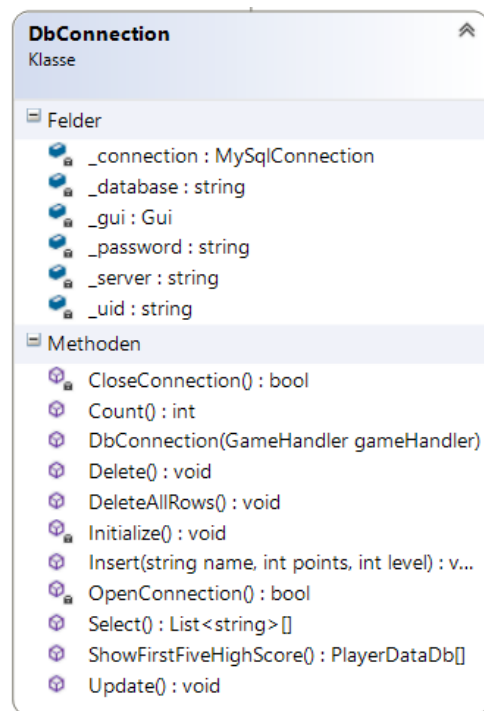 DbConnection
Klasse
Felder
_connection : MySqlConnection
_database : string
_gui : Gui
_password : string
_server : string
_uid : string
Methoden
CloseConnection() : bool
Count() : int
DbConnection(GameHandler gameHandler)
Delete() : void
DeleteAllRows() : void
Initialize() : void
Insert(string name, int points, int level) : v...
OpenConnection() : bool
Select() : List<string>[]
ShowFirstFiveHighScore() : PlayerDataDb[]
Update() : void